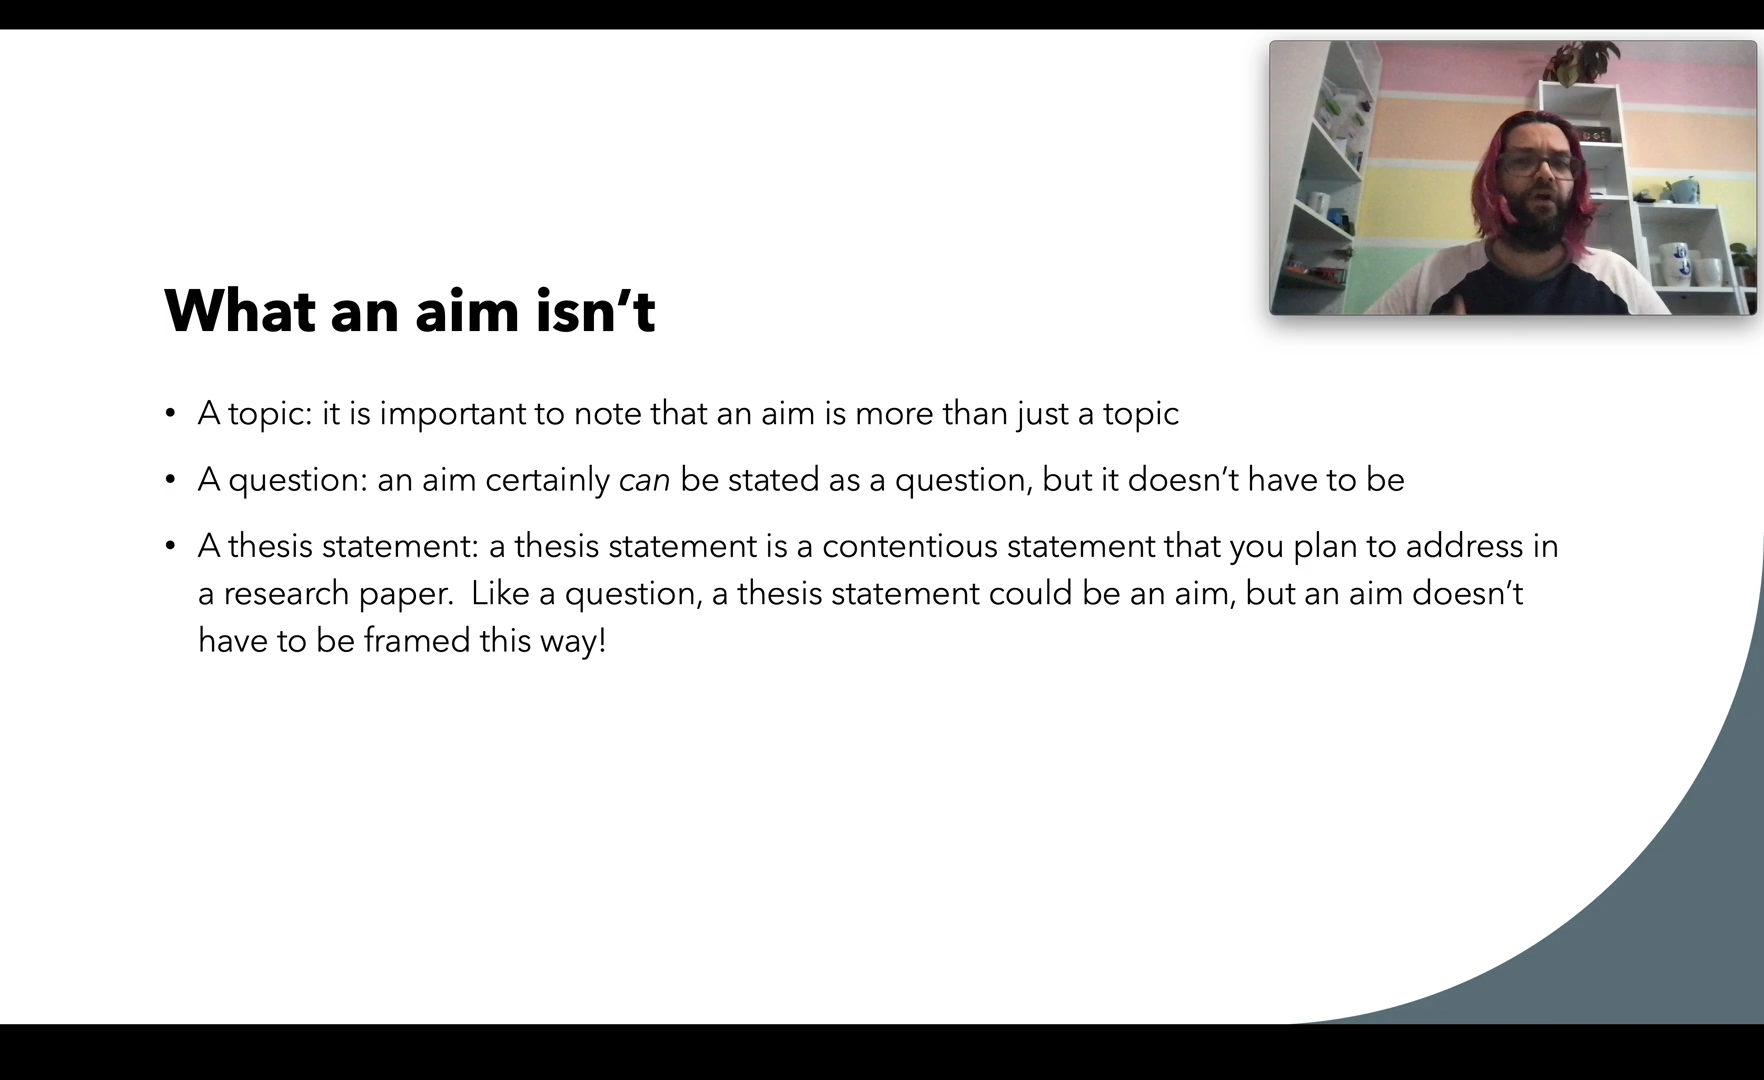 What an aim isn’t
• A topic: it is important to note that an aim is more than just a topic
• A question: an aim certainly can be stated as a question, but it doesn’t have to be
• A thesis statement: a thesis statement is a contentious statement that you plan to address in
a research paper.  Like a question, a thesis statement could be an aim, but an aim doesn’t
have to be framed this way!